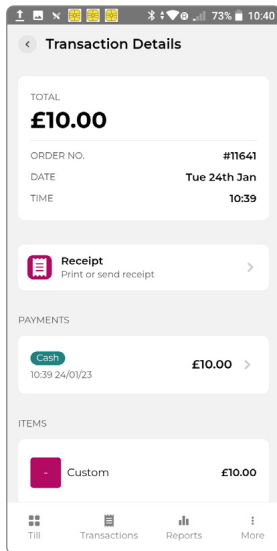 73% 10:40
Transaction Details
TOTAL
£10.00
ORDER NO. #11641
DATE Tue 24th Jan
TIME 10:39
Receipt
Print or send receipt
PAYMENTS
Cash
£10.00
10:39 24/01/23
ITEMS
- Custom £10.00
Till Transactions Reports More